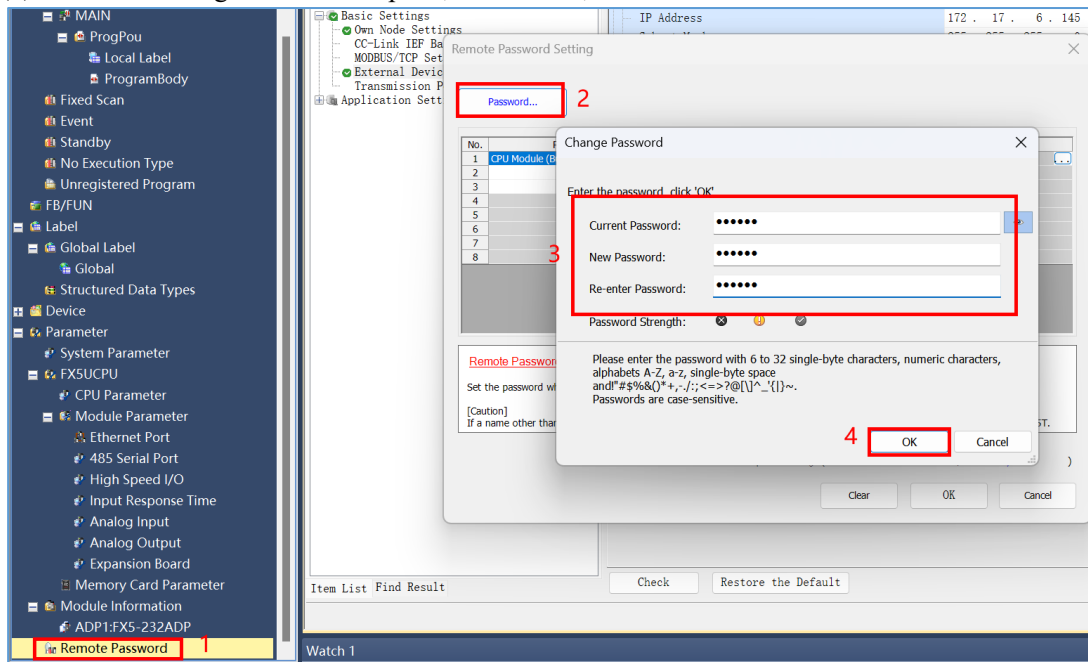 MAIN
ProgPou
Local Label
ProgramBody
Fixed Scan
Event
Standby
No Execution Type
Unregistered Program
FB/FUN
Label
Global Label
Global
Structured Data Types
Device
Parameter
System Parameter
FX5UCPU
CPU Parameter
Module Parameter
Ethernet Port
485 Serial Port
High Speed I/O
Input Response Time
Analog Input
Analog Output
Expansion Board
Memory Card Parameter
Module Information
ADP1:FX5-232ADP
Remote Password
1
Basic Settings
Own Node Settings
CC-Link IEF Ba
MODBUS/TCP Set
External Devic
Transmission P
Application Sett
Item List Find Result
IP Address 172 . 17 . 6 . 145
Remote Password Setting
Password...
2
No.
1 CPU Module (B
2
3
4
5
6
7
8
...
Change Password
Enter the password, click 'OK'
3
Current Password: ●●●●●●
New Password: ●●●●●●
Re-enter Password: ●●●●●●
Password Strength:
Please enter the password with 6 to 32 single-byte characters, numeric characters,
alphabets A-Z, a-z, single-byte space
and!"#$%&()*+,-./:;<=>?@[\]^_'{|}~.
Passwords are case-sensitive.
4
OK Cancel
Remote Passwor
Set the password wh
[Caution]
If a name other than
ST.
)
Clear OK Cancel
Check Restore the Default
Watch 1